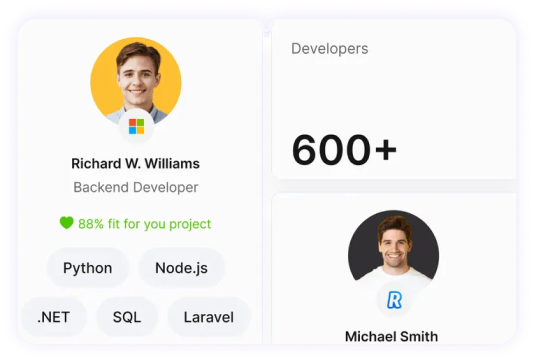 Richard W. Williams
Backend Developer
88% fit for you project
Python
Node.js
.NET
SQL
Laravel
Developers
600+
R
Michael Smith